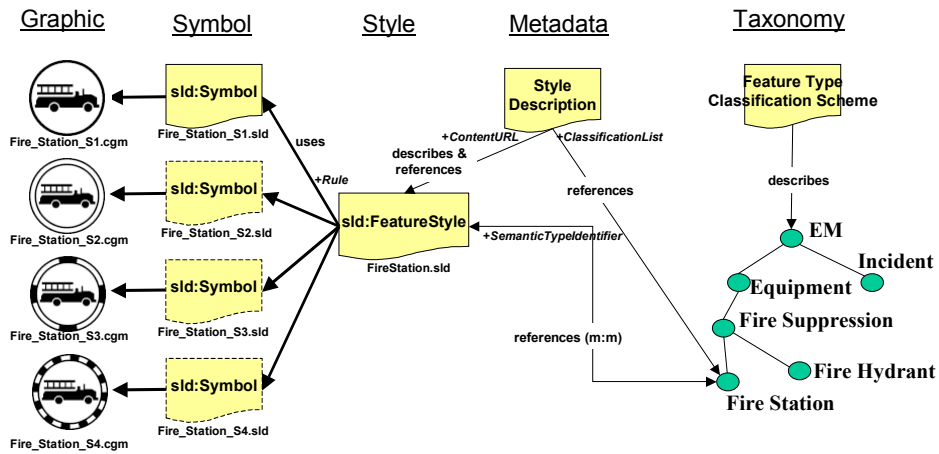 Graphic
Symbol
Style
Metadata
Taxonomy
sld:Symbol
Fire_Station_S1.cgm
Fire_Station_S1.sld
uses
+Rule
sld:Symbol
Fire_Station_S2.cgm
Fire_Station_S2.sld
sld:Symbol
Fire_Station_S3.cgm
Fire_Station_S3.sld
sld:Symbol
Fire_Station_S4.cgm
Fire_Station_S4.sld
sld:FeatureStyle
FireStation.sld
Style
Description
+ContentURL
+ClassificationList
describes &
references
references
+SemanticTypeIdentifier
references (m:m)
Feature Type
Classification Scheme
describes
EM
Incident
Equipment
Fire Suppression
Fire Hydrant
Fire Station